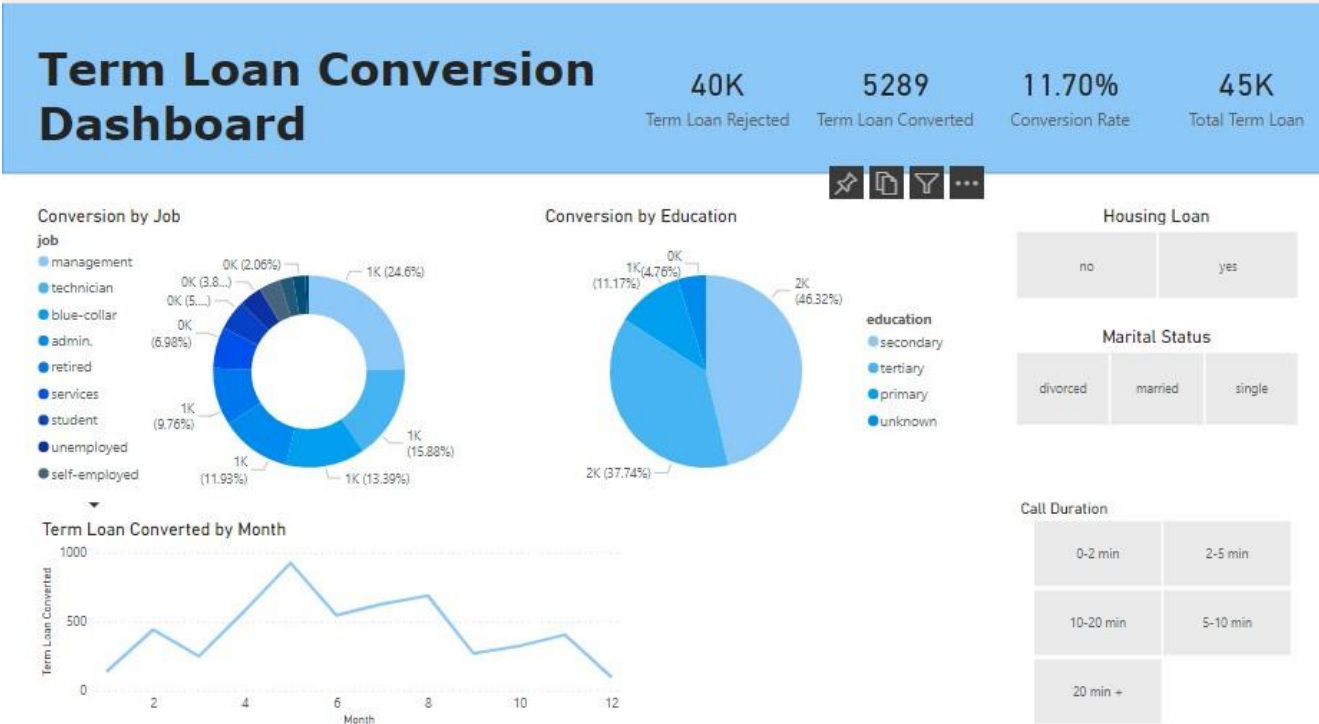 Term Loan Conversion
Dashboard
40K
Term Loan Rejected
5289
Term Loan Converted
11.70%
Conversion Rate
45K
Total Term Loan
Conversion by Job
job
management
technician
blue-collar
admin.
retired
services
student
unemployed
self-employed
1K (24.6%)
1K
(15.88%)
1K (13.39%)
1K
(11.93%)
1K
(9.76%)
0K
(6.98%)
0K (5....)
0K (3.8...)
0K (2.06%)
Conversion by Education
0K
(4.76%)
1K
(11.17%)
2K
(46.32%)
2K (37.74%)
education
secondary
tertiary
primary
unknown
Housing Loan
no
yes
Marital Status
divorced
married
single
Term Loan Converted by Month
Term Loan Converted
1000
500
0
2
4
6
8
10
12
Month
Call Duration
0-2 min
2-5 min
10-20 min
5-10 min
20 min +